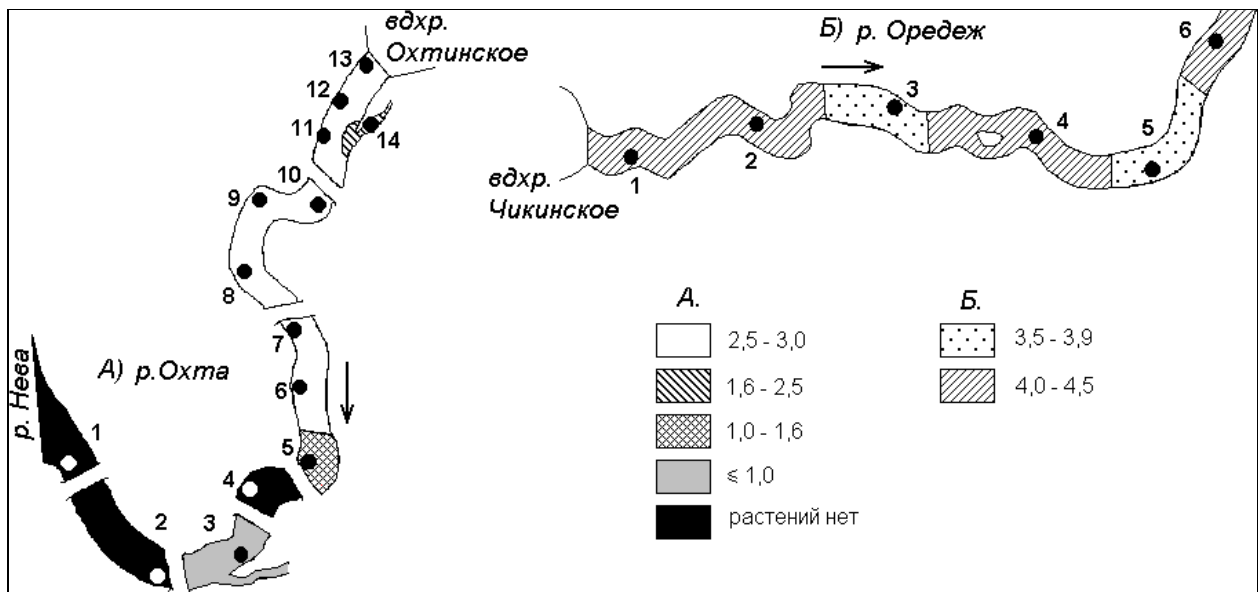 вдхр.
Охтинское
13
12
11
14
10
9
8
7
А) р.Охта
6
р. Нева
1
5
4
2
3
Б) р. Оредеж
6
3
4
5
2
1
вдхр.
Чикинское
А.
2,5 - 3,0
1,6 - 2,5
1,0 - 1,6
≤ 1,0
растений нет
Б.
3,5 - 3,9
4,0 - 4,5